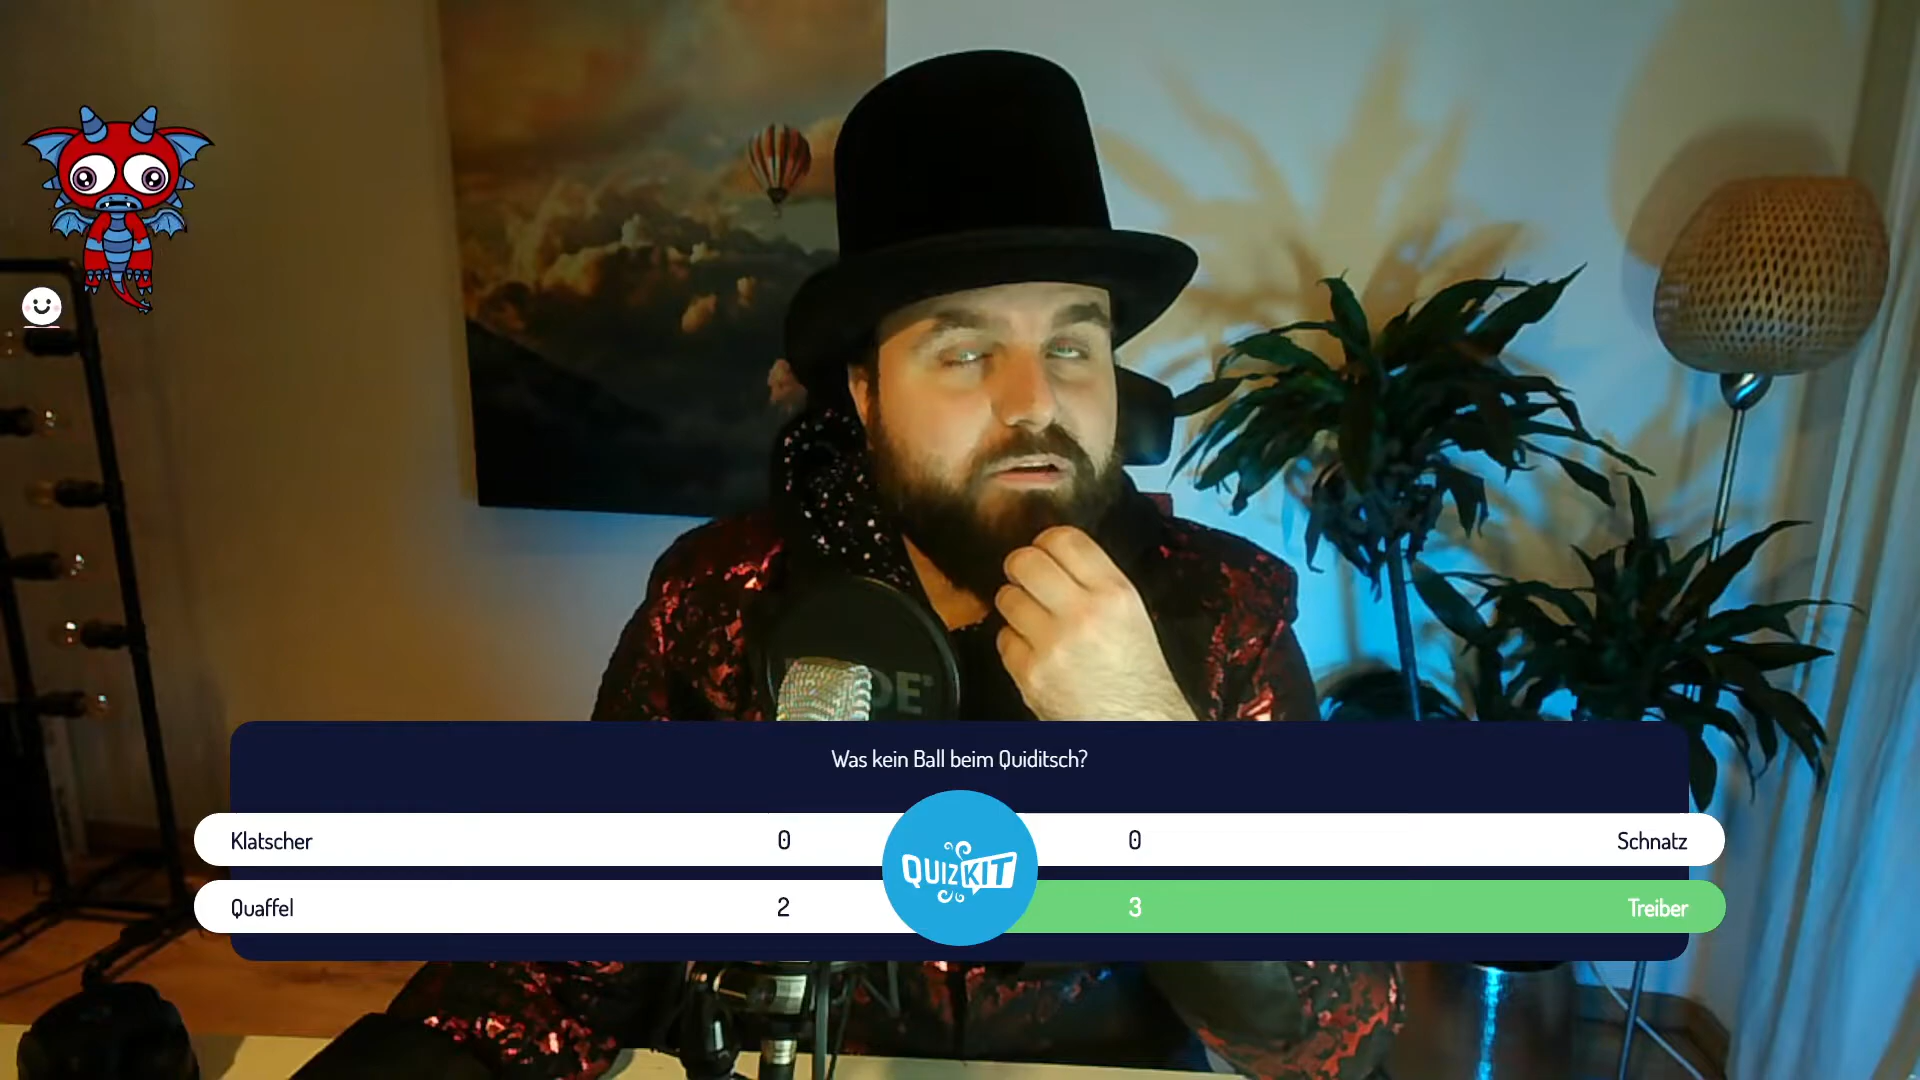 Was kein Ball beim Quiditsch?
Klatscher 0
0 Schnatz
Quaffel 2
3 Treiber
QUIZKIT